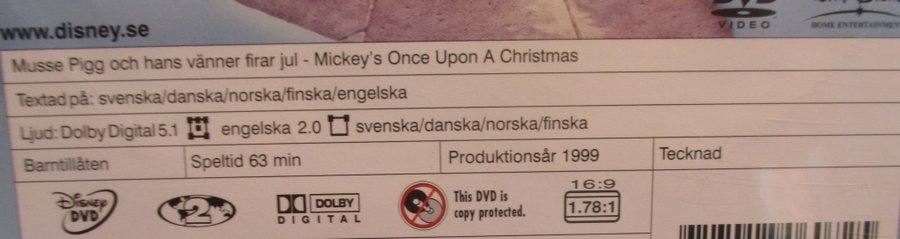 www.disney.se
VIDEO
HOME ENTERTAINMENT
Musse Pigg och hans vänner firar jul - Mickey's Once Upon A Christmas
Textad på: svenska/danska/norska/finska/engelska
Ljud: Dolby Digital 5.1 engelska 2.0 svenska/danska/norska/finska
Barntillåten Speltid 63 min Produktionsår 1999 Tecknad
DISNEY DVD
2
DOLBY DIGITAL
This DVD is
copy protected.
16:9
1.78:1